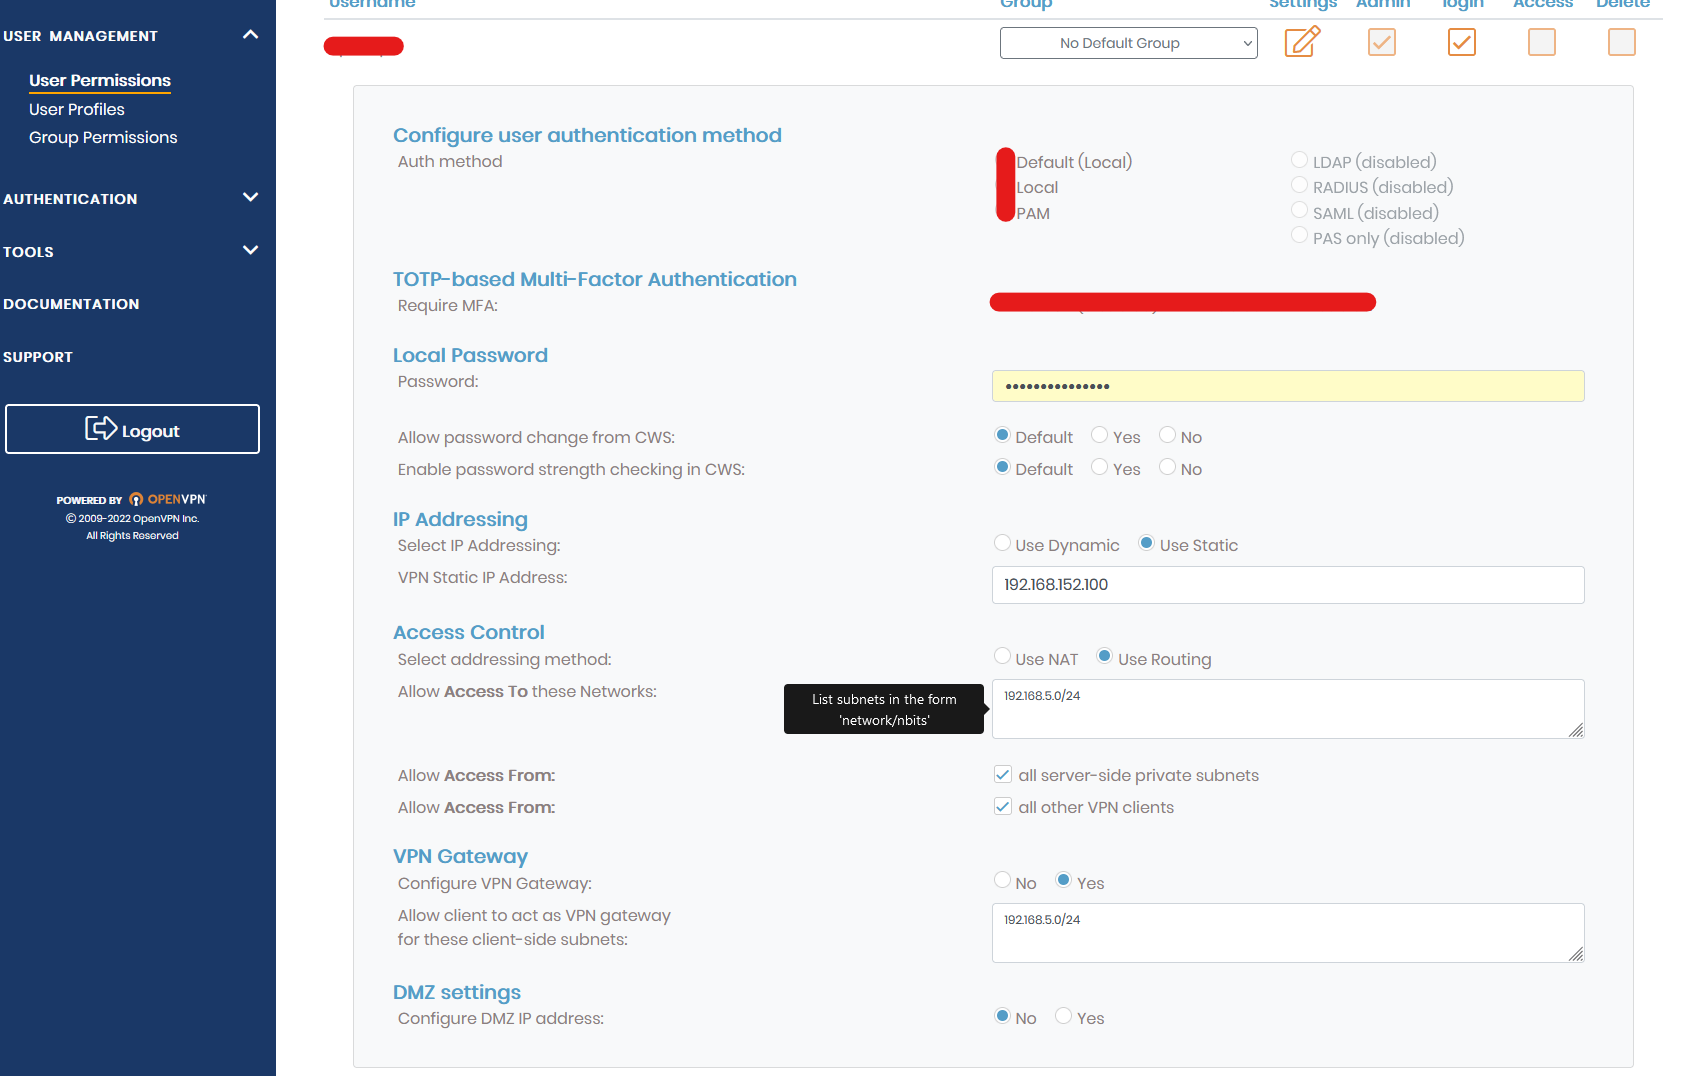 Username Group Settings Admin login Access Delete
USER MANAGEMENT
No Default Group
User Permissions
User Profiles
Group Permissions
AUTHENTICATION
TOOLS
DOCUMENTATION
SUPPORT
Logout
POWERED BY OPENVPN
© 2009-2022 OpenVPN Inc.
All Rights Reserved
Configure user authentication method
Auth method
Default (Local)
Local
PAM
LDAP (disabled)
RADIUS (disabled)
SAML (disabled)
PAS only (disabled)
TOTP-based Multi-Factor Authentication
Require MFA:
Local Password
Password: •••••••••••••••
Allow password change from CWS: Default Yes No
Enable password strength checking in CWS: Default Yes No
IP Addressing
Select IP Addressing: Use Dynamic Use Static
VPN Static IP Address: 192.168.152.100
Access Control
Select addressing method: Use NAT Use Routing
Allow Access To these Networks: 192.168.5.0/24
List subnets in the form
'network/nbits'
Allow Access From: all server-side private subnets
Allow Access From: all other VPN clients
VPN Gateway
Configure VPN Gateway: No Yes
Allow client to act as VPN gateway
for these client-side subnets:
192.168.5.0/24
DMZ settings
Configure DMZ IP address: No Yes